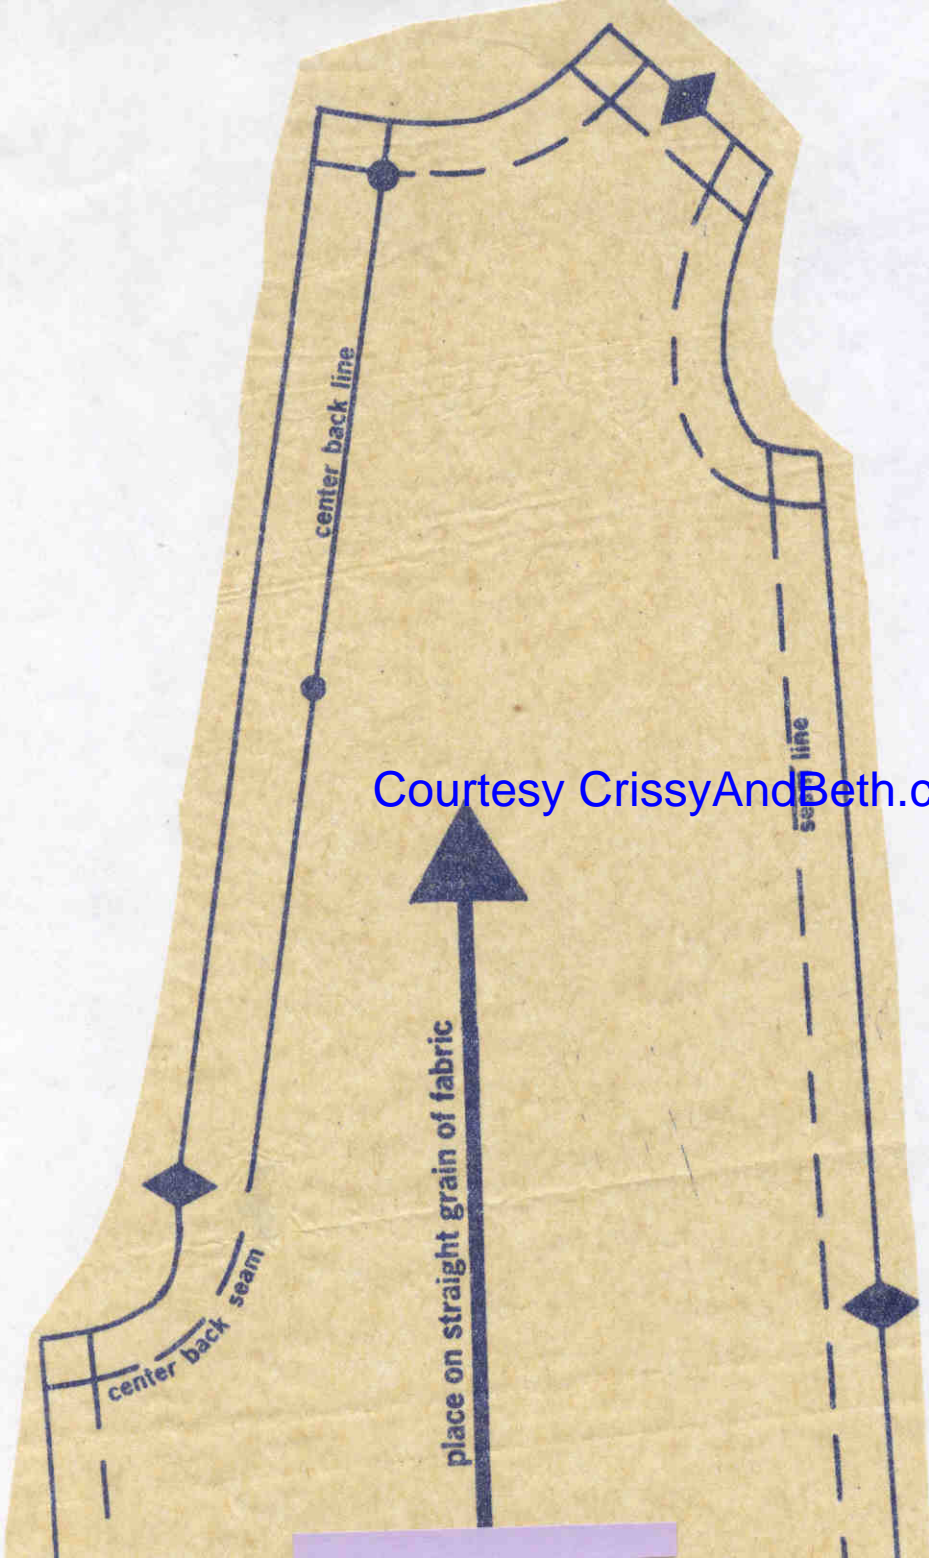 center back line
seam line
Courtesy CrissyAndBeth.c
place on straight grain of fabric
center back seam